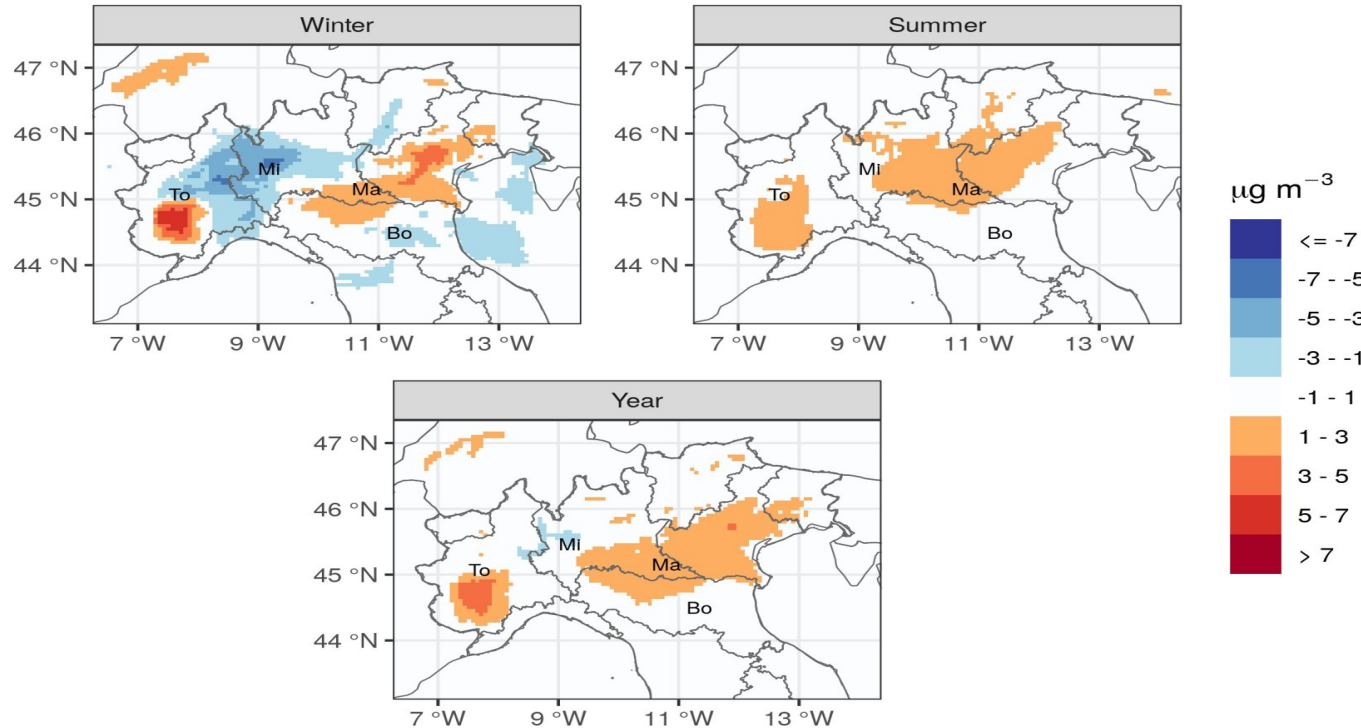 Winter
Summer
47 °N
46 °N
45 °N
44 °N
Mi
To
Ma
Bo
7 °W
9 °W
11 °W
13 °W
47 °N
46 °N
45 °N
44 °N
Mi
To
Ma
Bo
7 °W
9 °W
11 °W
13 °W
µg m⁻³
<= -7
-7 - -5
-5 - -3
-3 - -1
-1 - 1
1 - 3
3 - 5
5 - 7
> 7
Year
47 °N
46 °N
45 °N
44 °N
Mi
To
Ma
Bo
7 °W
9 °W
11 °W
13 °W